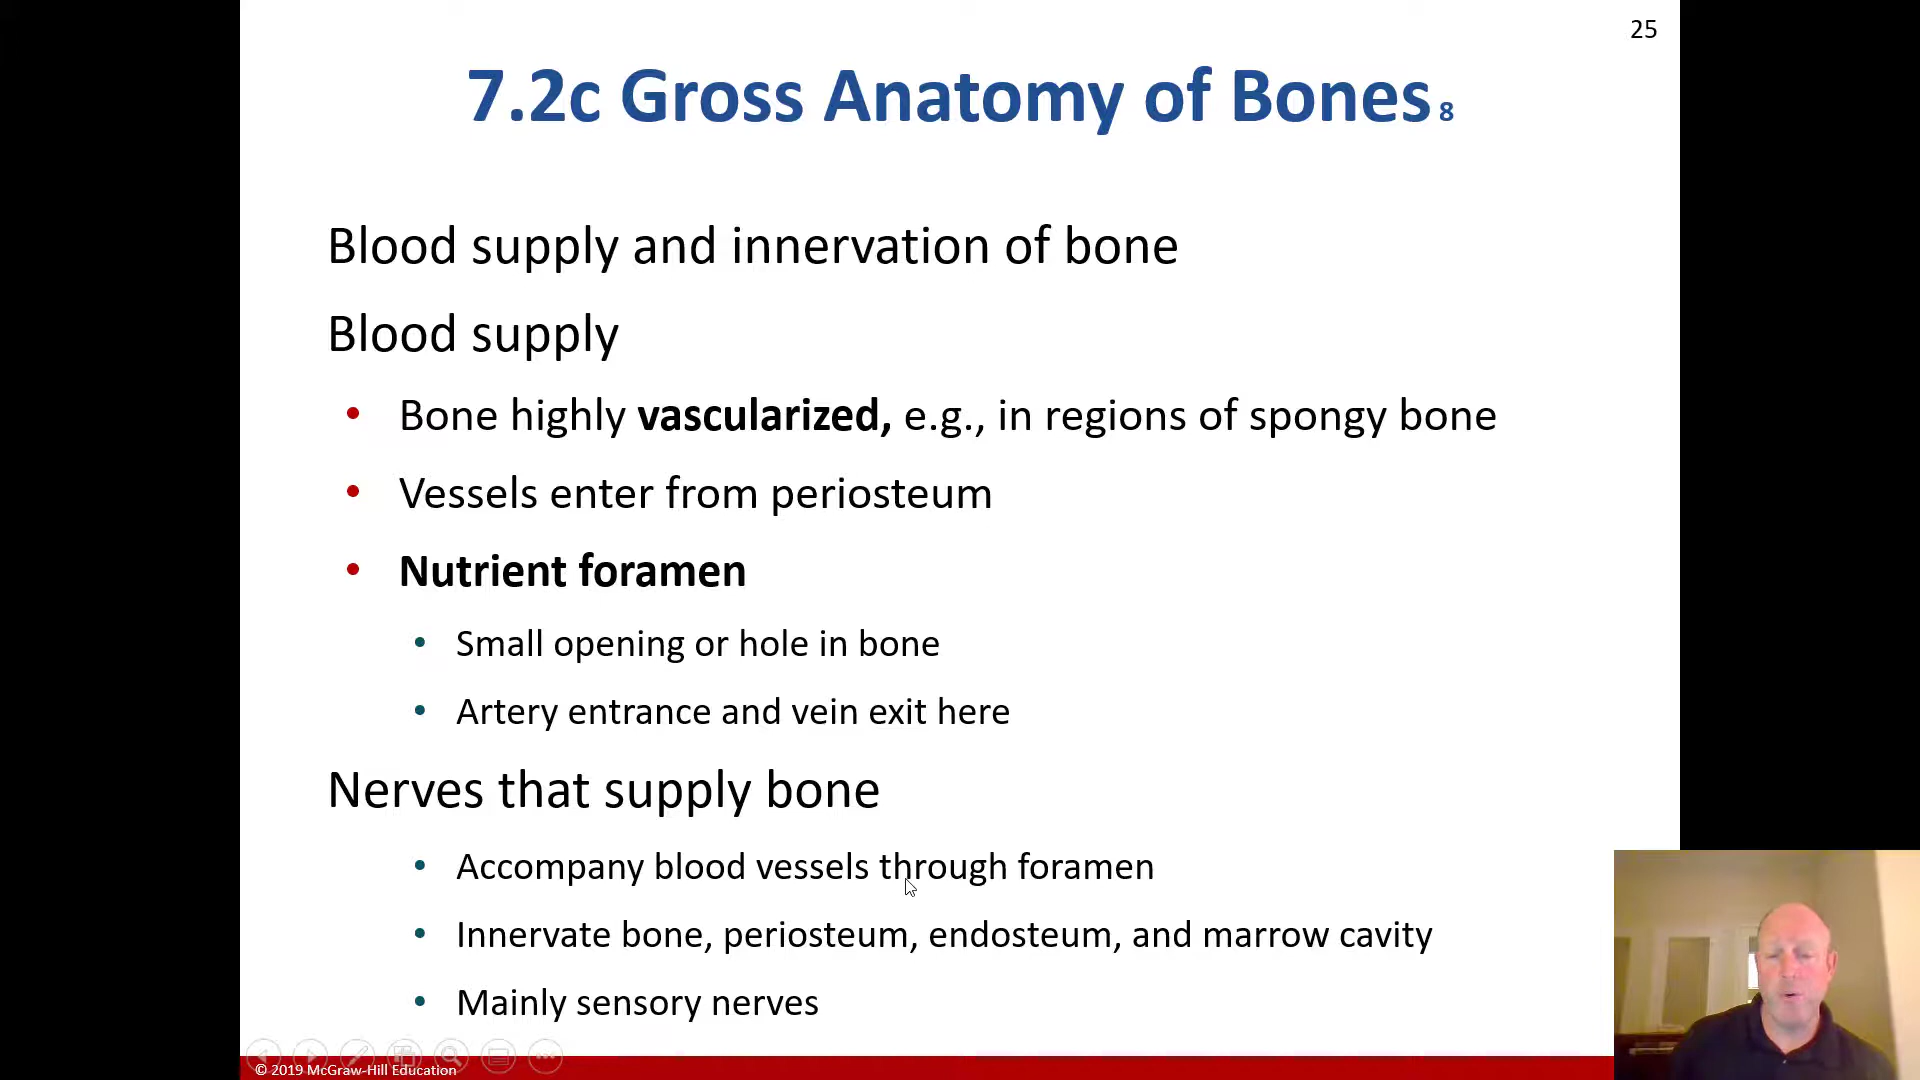 25
7.2c Gross Anatomy of Bones 8
Blood supply and innervation of bone
Blood supply
• Bone highly vascularized, e.g., in regions of spongy bone
• Vessels enter from periosteum
• Nutrient foramen
• Small opening or hole in bone
• Artery entrance and vein exit here
Nerves that supply bone
• Accompany blood vessels through foramen
• Innervate bone, periosteum, endosteum, and marrow cavity
• Mainly sensory nerves
© 2019 McGraw-Hill Education